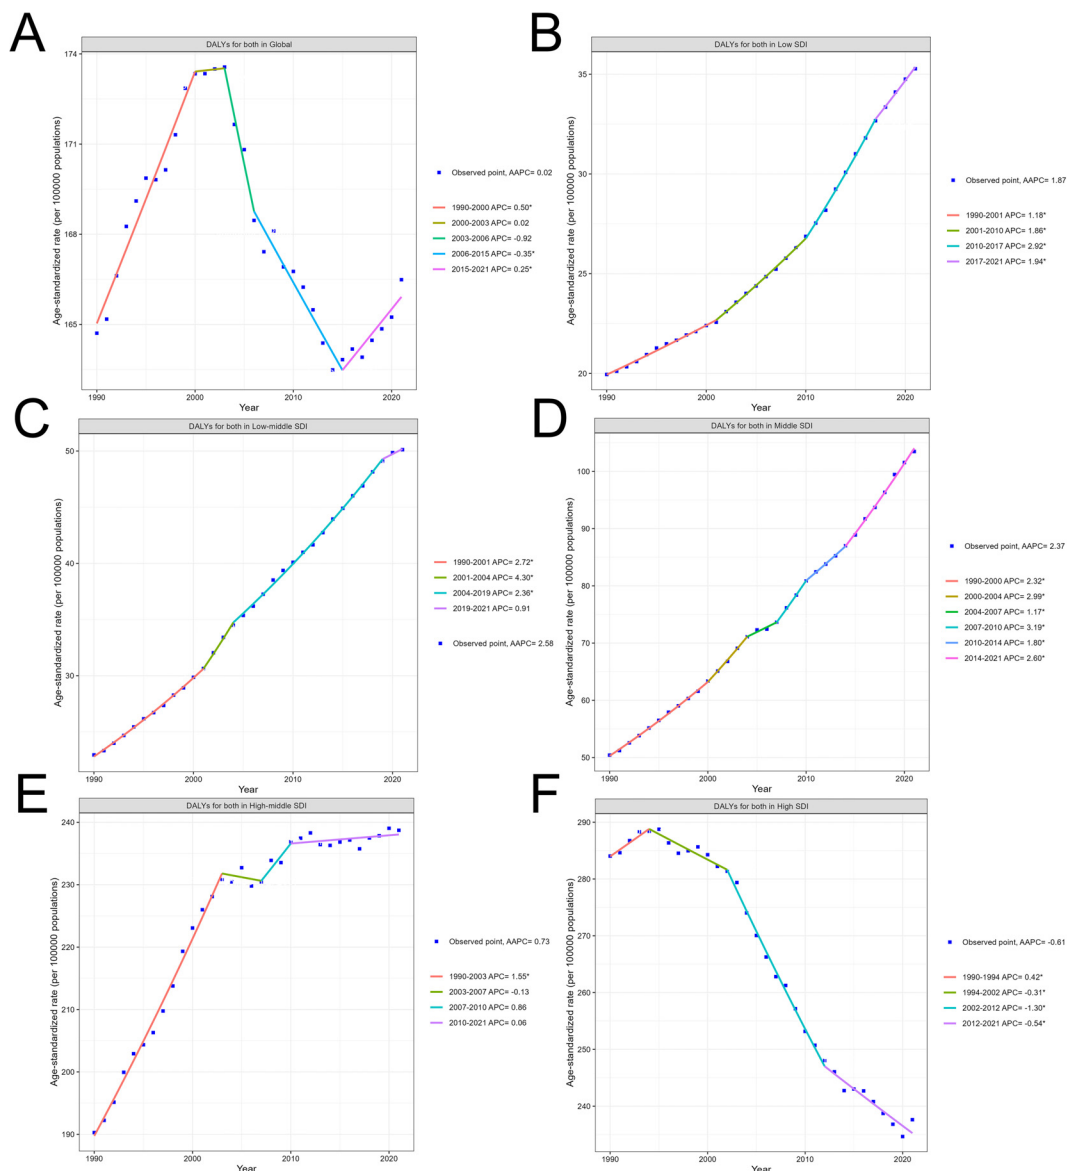 A
DALYs for both in Global
Age-standardized rate (per 100000 populations)
174
171
168
165
1990
2000
2010
2020
Year
Observed point, AAPC= 0.02
1990-2000 APC= 0.50*
2000-2003 APC= 0.02
2003-2006 APC= -0.92
2006-2015 APC= -0.35*
2015-2021 APC= 0.25*
B
DALYs for both in Low SDI
Age-standardized rate (per 100000 populations)
35
30
25
20
1990
2000
2010
2020
Year
Observed point, AAPC= 1.87
1990-2001 APC= 1.18*
2001-2010 APC= 1.86*
2010-2017 APC= 2.92*
2017-2021 APC= 1.94*
C
DALYs for both in Low-middle SDI
Age-standardized rate (per 100000 populations)
50
40
30
1990
2000
2010
2020
Year
1990-2001 APC= 2.72*
2001-2004 APC= 4.30*
2004-2019 APC= 2.36*
2019-2021 APC= 0.91
Observed point, AAPC= 2.58
D
DALYs for both in Middle SDI
Age-standardized rate (per 100000 populations)
100
90
80
70
60
50
1990
2000
2010
2020
Year
Observed point, AAPC= 2.37
1990-2000 APC= 2.32*
2000-2004 APC= 2.99*
2004-2007 APC= 1.17*
2007-2010 APC= 3.19*
2010-2014 APC= 1.80*
2014-2021 APC= 2.60*
E
DALYs for both in High-middle SDI
Age-standardized rate (per 100000 populations)
240
230
220
210
200
190
1990
2000
2010
2020
Year
Observed point, AAPC= 0.73
1990-2003 APC= 1.55*
2003-2007 APC= -0.13
2007-2010 APC= 0.86
2010-2021 APC= 0.06
F
DALYs for both in High SDI
Age-standardized rate (per 100000 populations)
290
280
270
260
250
240
1990
2000
2010
2020
Year
Observed point, AAPC= -0.61
1990-1994 APC= 0.42*
1994-2002 APC= -0.31*
2002-2012 APC= -1.30*
2012-2021 APC= -0.54*